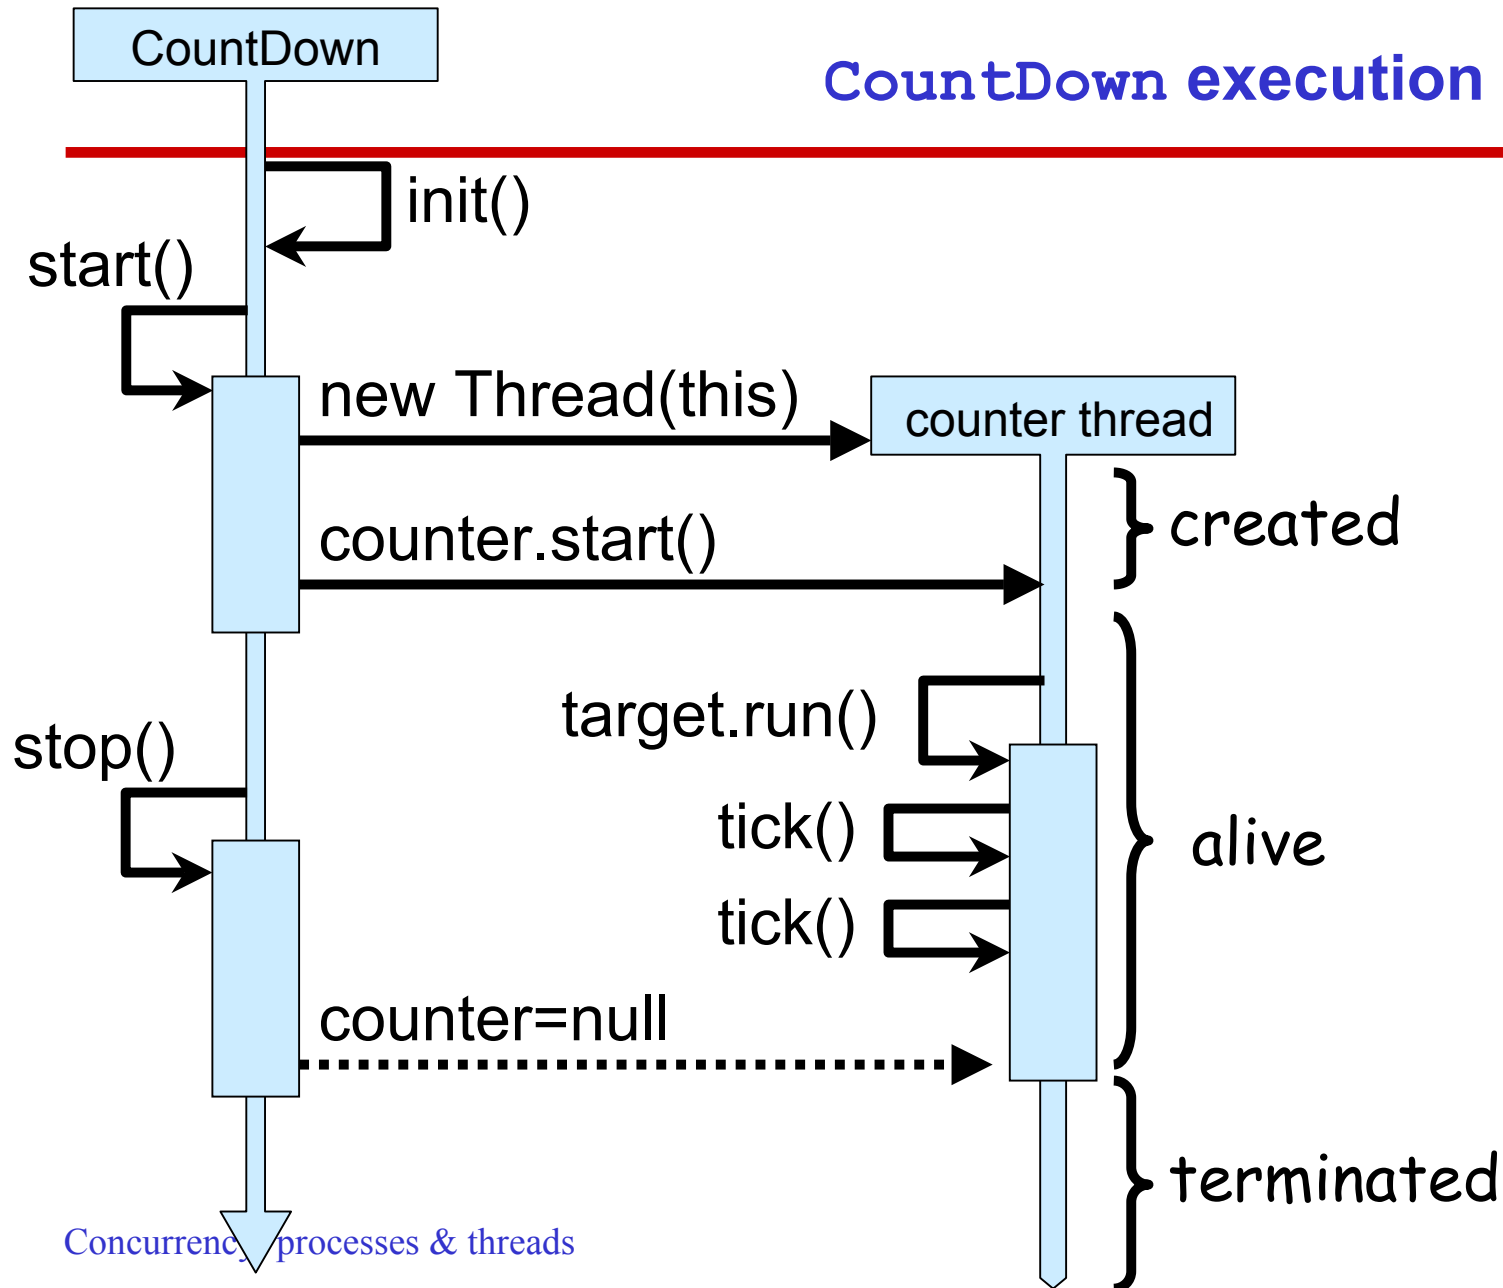 CountDown
CountDown execution
init()
start()
new Thread(this)
counter thread
created
counter.start()
target.run()
stop()
tick()
alive
tick()
counter=null
terminated
Concurrency: processes & threads